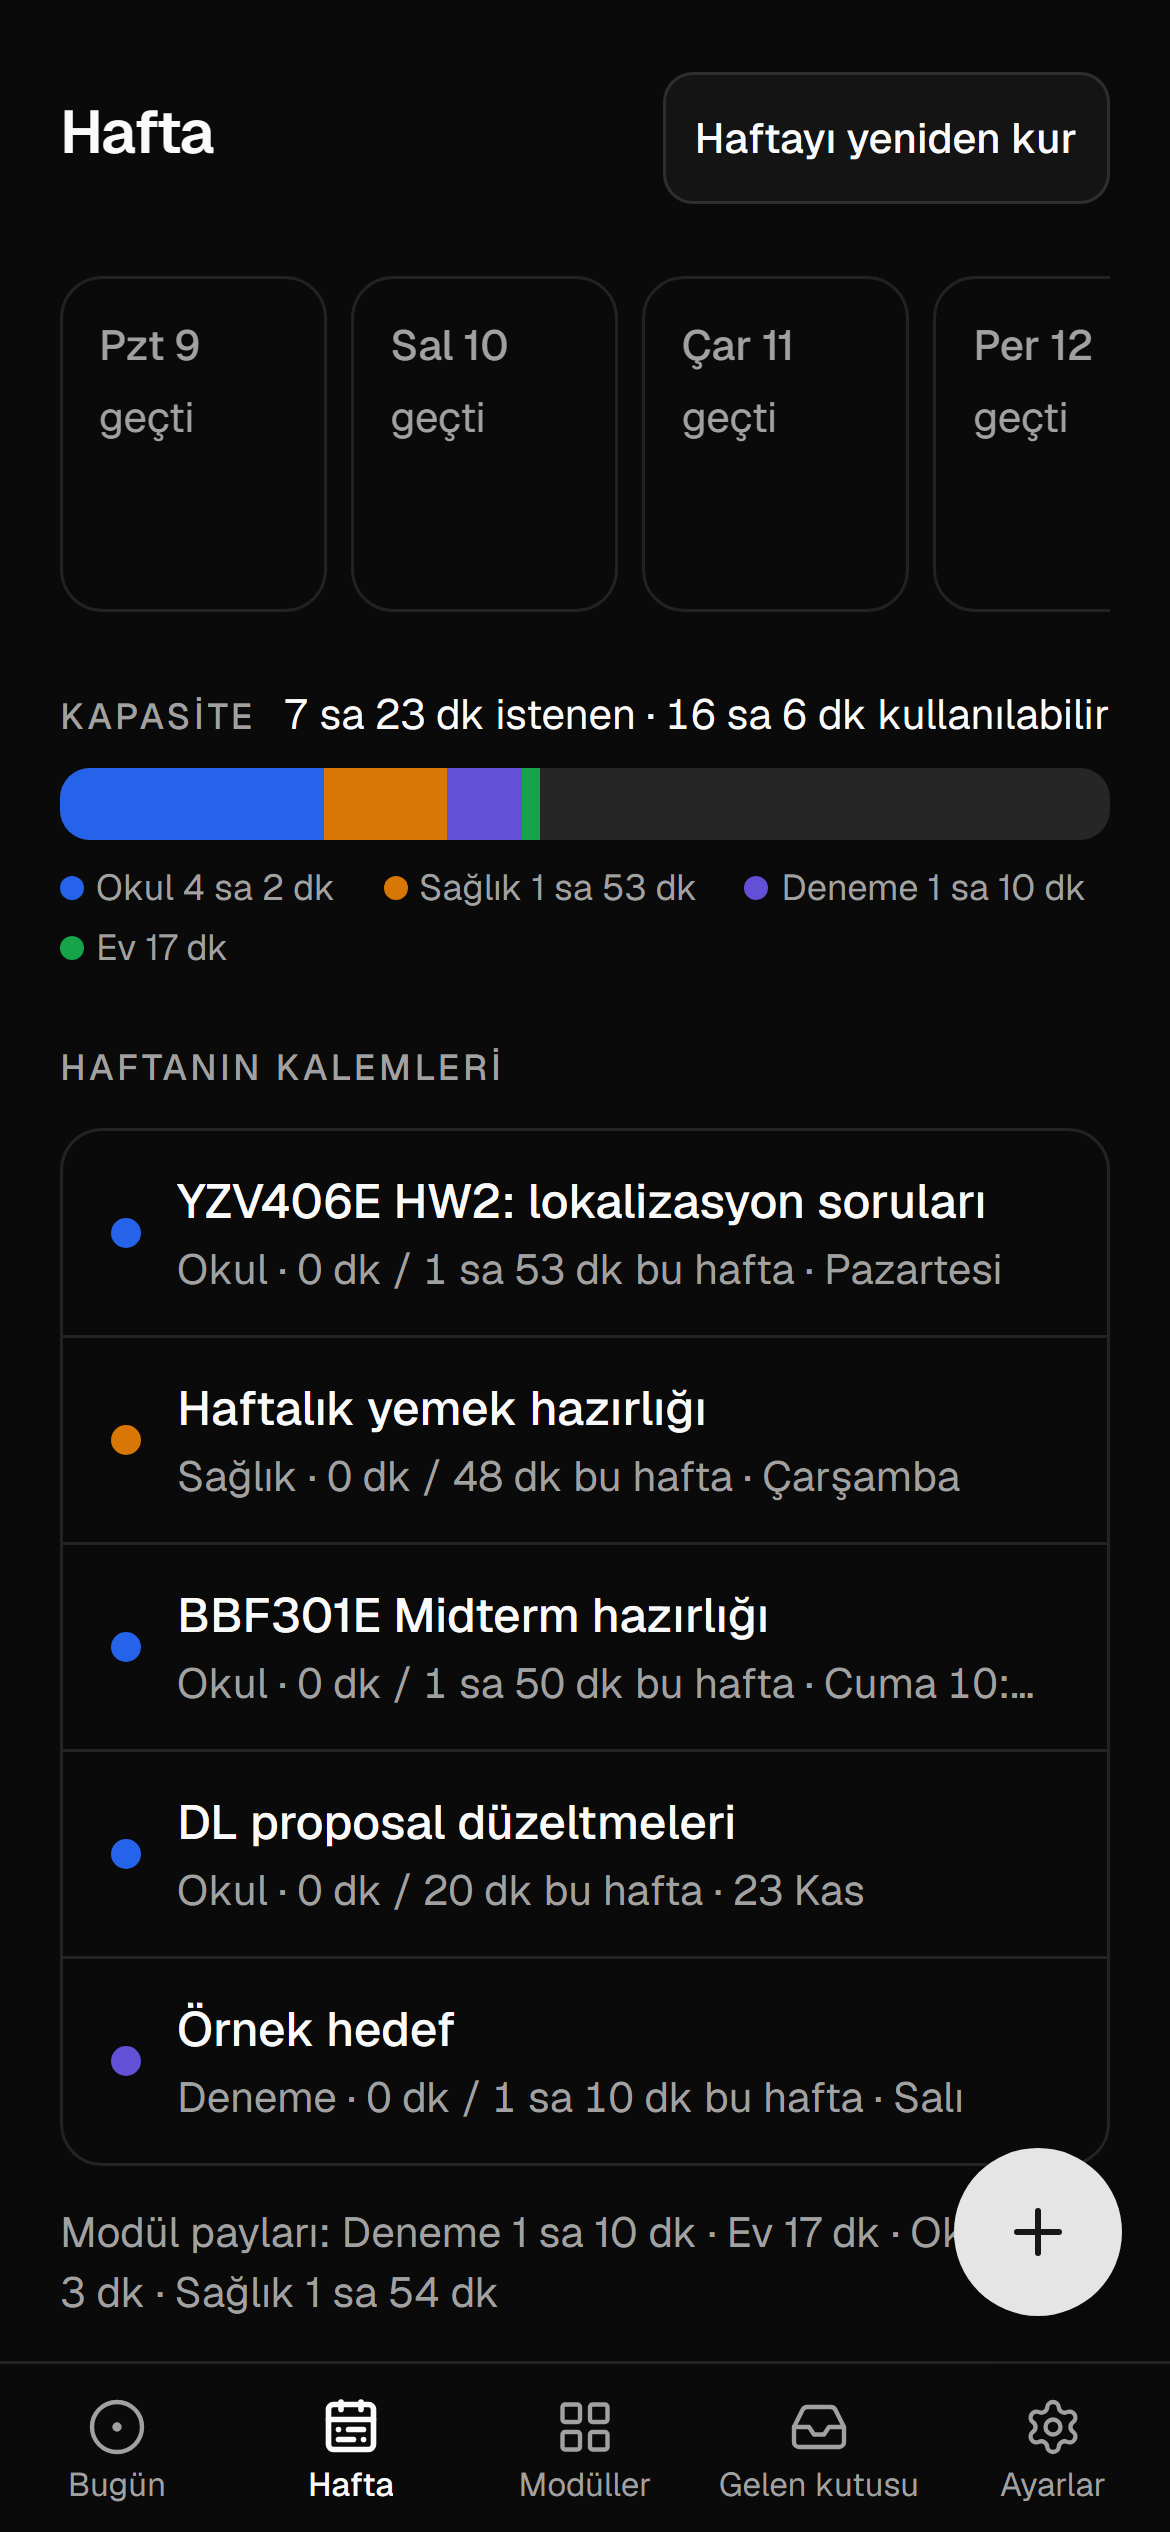 Hafta
Haftayı yeniden kur
Pzt 9
geçti
Sal 10
geçti
Çar 11
geçti
Per 12
geçti
KAPASİTE 7 sa 23 dk istenen · 16 sa 6 dk kullanılabilir
Okul 4 sa 2 dk Sağlık 1 sa 53 dk Deneme 1 sa 10 dk
Ev 17 dk
HAFTANIN KALEMLERİ
YZV406E HW2: lokalizasyon soruları
Okul · 0 dk / 1 sa 53 dk bu hafta · Pazartesi
Haftalık yemek hazırlığı
Sağlık · 0 dk / 48 dk bu hafta · Çarşamba
BBF301E Midterm hazırlığı
Okul · 0 dk / 1 sa 50 dk bu hafta · Cuma 10:…
DL proposal düzeltmeleri
Okul · 0 dk / 20 dk bu hafta · 23 Kas
Örnek hedef
Deneme · 0 dk / 1 sa 10 dk bu hafta · Salı
Modül payları: Deneme 1 sa 10 dk · Ev 17 dk ·
3 dk · Sağlık 1 sa 54 dk
Bugün Hafta Modüller Gelen kutusu Ayarlar